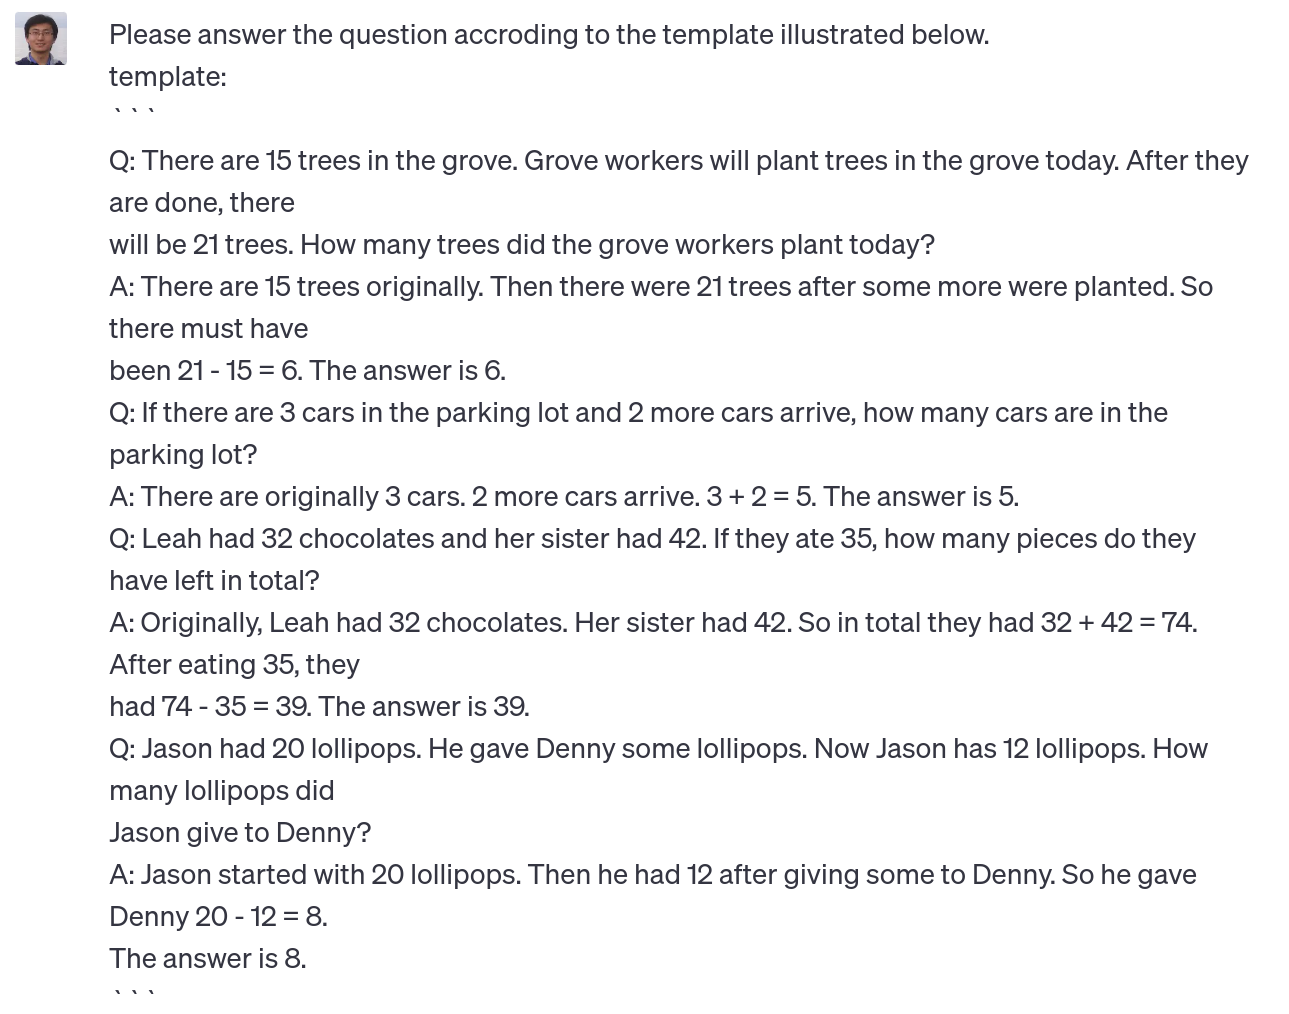 Please answer the question accroding to the template illustrated below.
template:
```
Q: There are 15 trees in the grove. Grove workers will plant trees in the grove today. After they
are done, there
will be 21 trees. How many trees did the grove workers plant today?
A: There are 15 trees originally. Then there were 21 trees after some more were planted. So
there must have
been 21 - 15 = 6. The answer is 6.
Q: If there are 3 cars in the parking lot and 2 more cars arrive, how many cars are in the
parking lot?
A: There are originally 3 cars. 2 more cars arrive. 3 + 2 = 5. The answer is 5.
Q: Leah had 32 chocolates and her sister had 42. If they ate 35, how many pieces do they
have left in total?
A: Originally, Leah had 32 chocolates. Her sister had 42. So in total they had 32 + 42 = 74.
After eating 35, they
had 74 - 35 = 39. The answer is 39.
Q: Jason had 20 lollipops. He gave Denny some lollipops. Now Jason has 12 lollipops. How
many lollipops did
Jason give to Denny?
A: Jason started with 20 lollipops. Then he had 12 after giving some to Denny. So he gave
Denny 20 - 12 = 8.
The answer is 8.
```